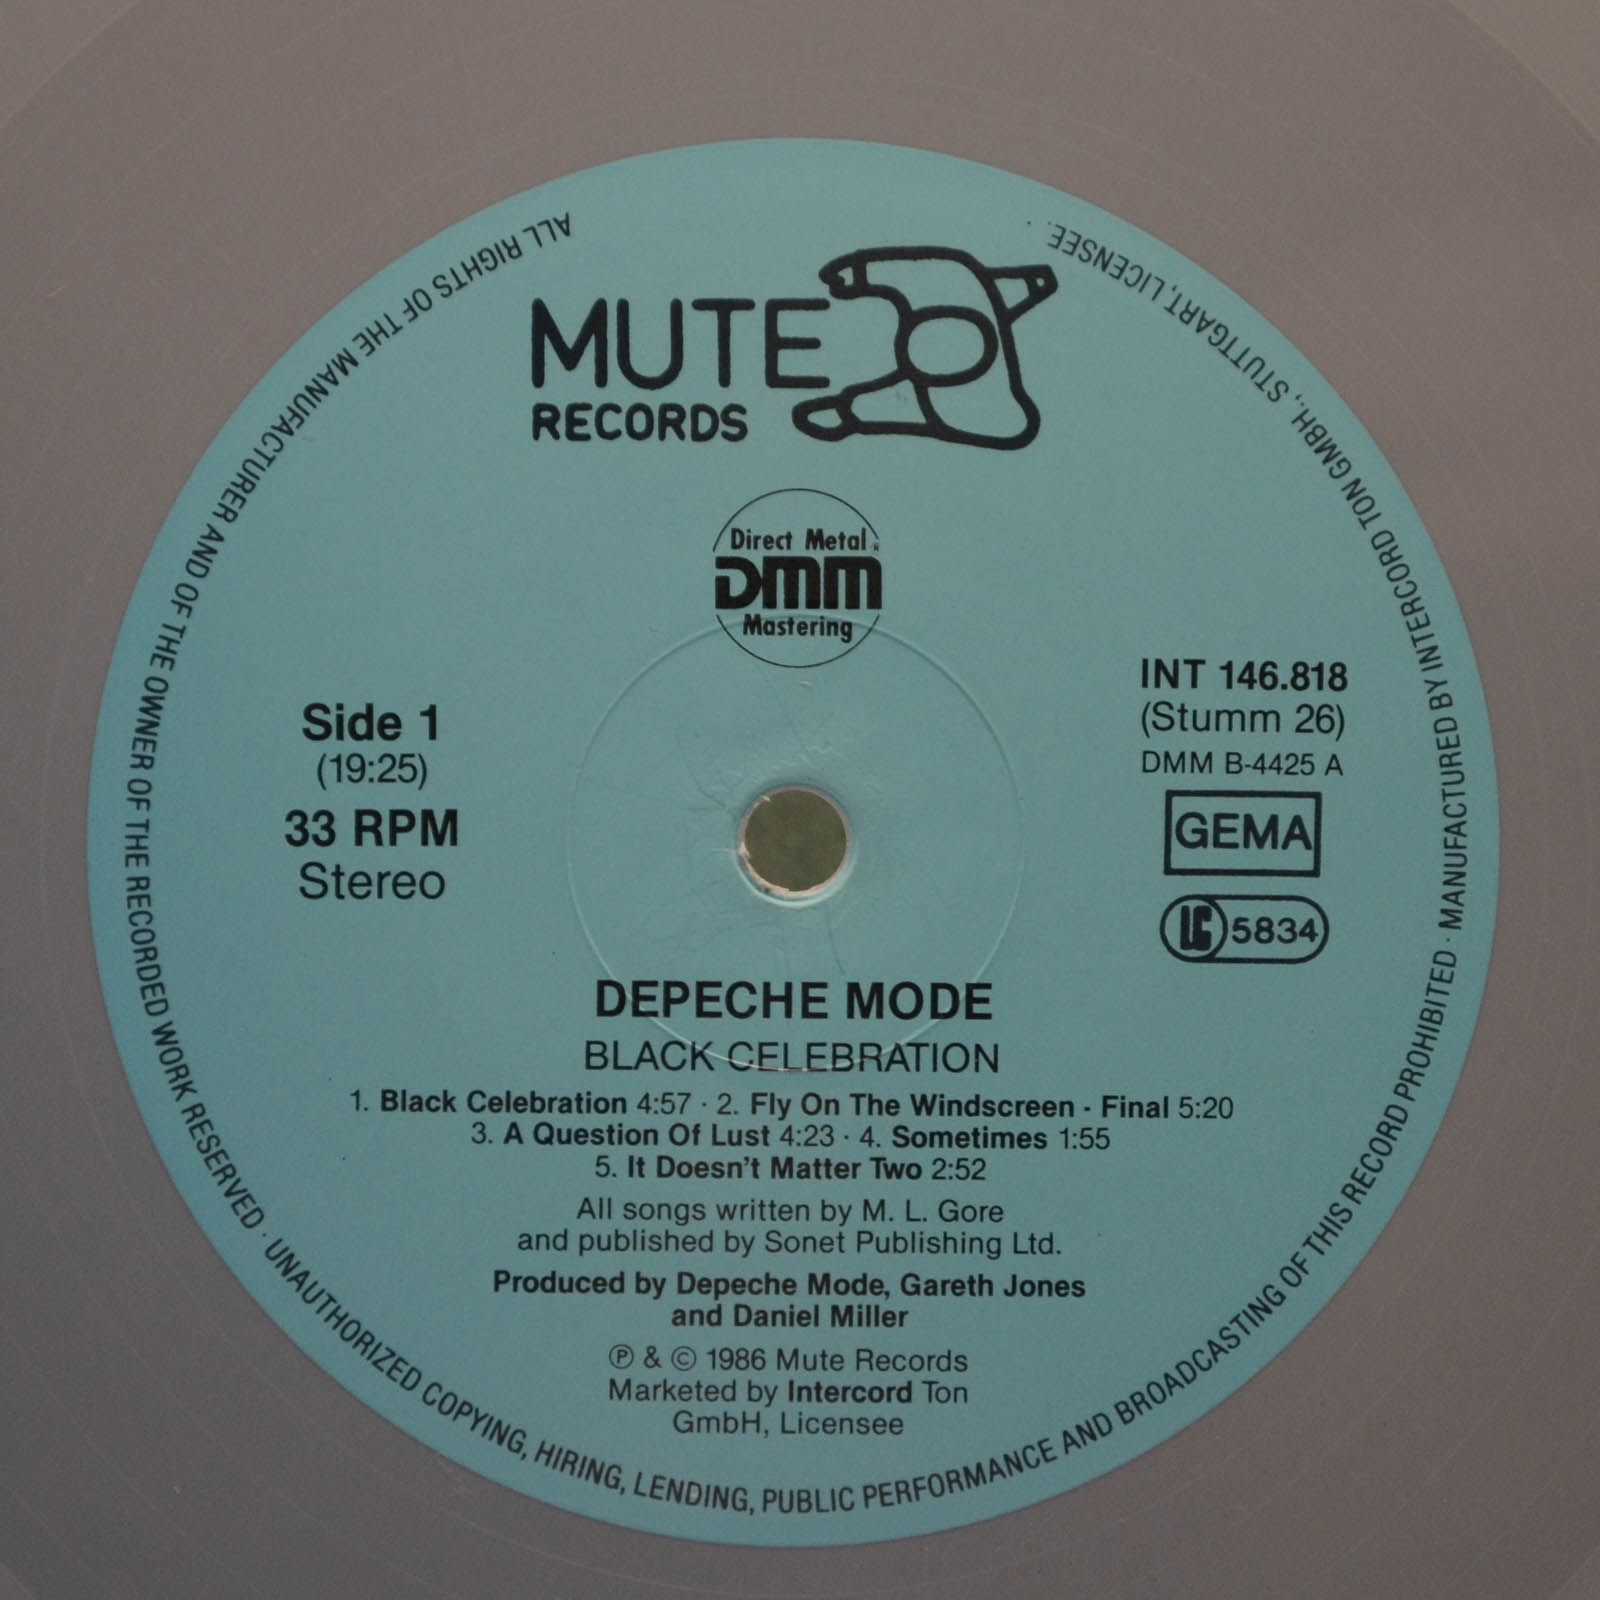 MUTE
RECORDS
Direct Metal
DMM
Mastering
Side 1
(19:25)
33 RPM
Stereo
INT 146.818
(Stumm 26)
DMM B-4425 A
GEMA
LC 5834
DEPECHE MODE
BLACK CELEBRATION
1. Black Celebration 4:57 · 2. Fly On The Windscreen - Final 5:20
3. A Question Of Lust 4:23 · 4. Sometimes 1:55
5. It Doesn't Matter Two 2:52
All songs written by M. L. Gore
and published by Sonet Publishing Ltd.
Produced by Depeche Mode, Gareth Jones
and Daniel Miller
℗ & © 1986 Mute Records
Marketed by Intercord Ton
GmbH, Licensee
ALL RIGHTS OF THE MANUFACTURER AND OF THE OWNER OF THE RECORDED WORK RESERVED · UNAUTHORIZED COPYING, HIRING, LENDING, PUBLIC PERFORMANCE AND BROADCASTING OF THIS RECORD PROHIBITED · MANUFACTURED BY INTERCORD TON GMBH., STUTTGART, LICENSEE.